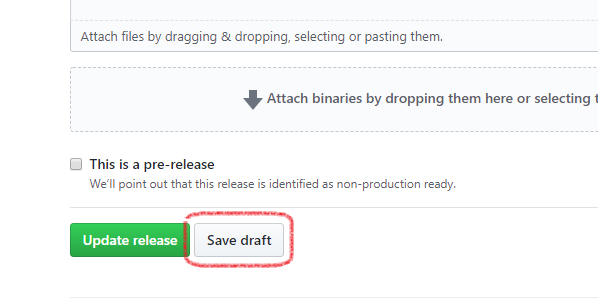 Attach files by dragging & dropping, selecting or pasting them.
Attach binaries by dropping them here or selecting t
This is a pre-release
We'll point out that this release is identified as non-production ready.
Update release
Save draft